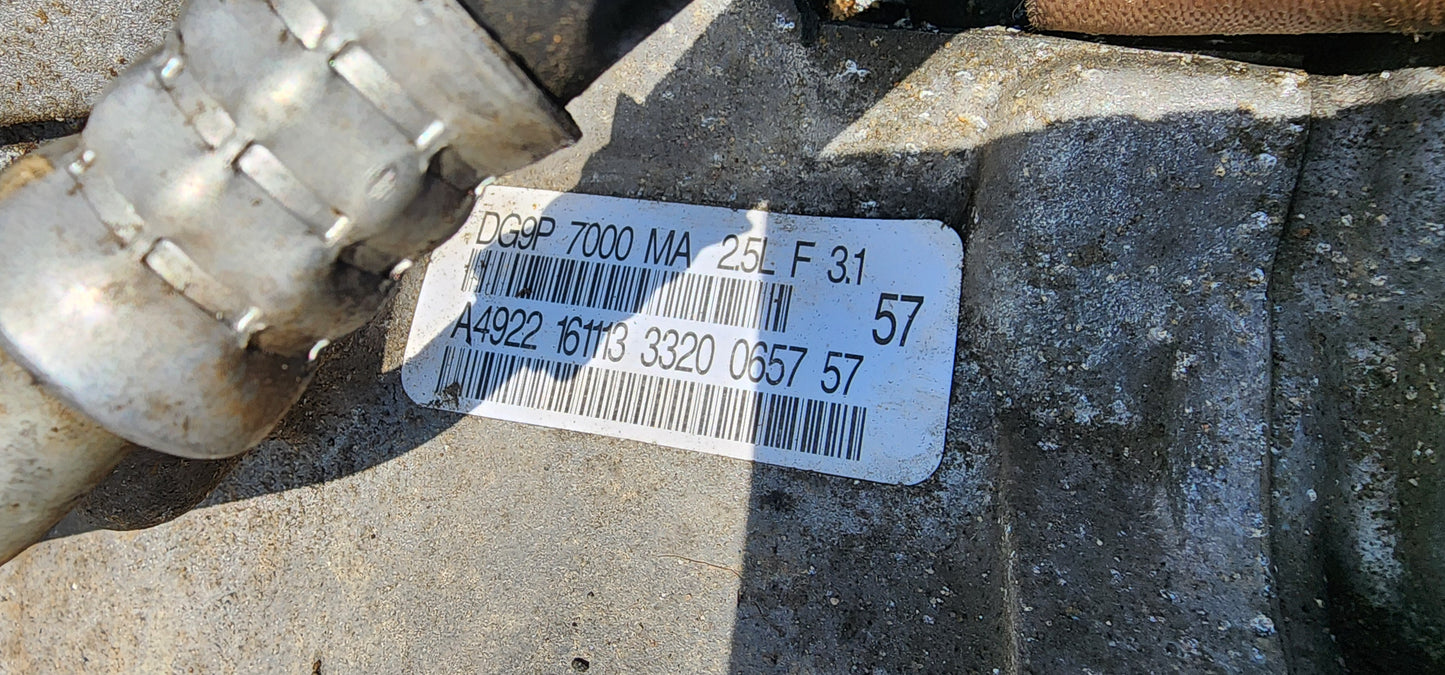 DG9P 7000 MA 2.5L F 3.1
57
A4922 161113 3320 0657 57